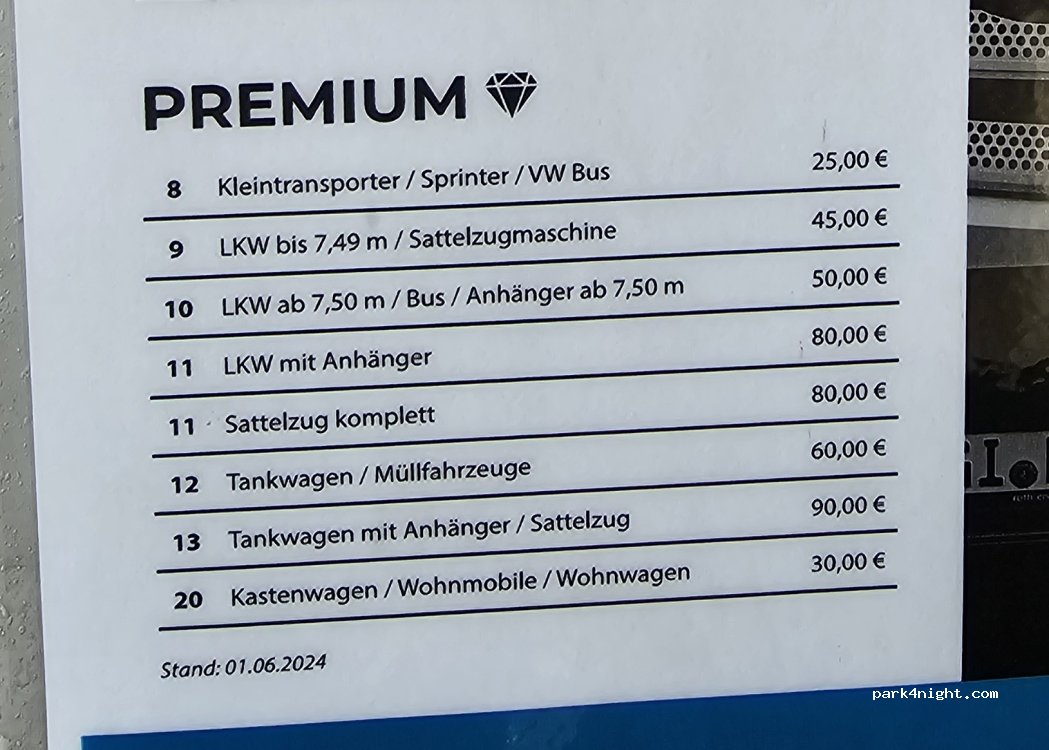 PREMIUM
8 Kleintransporter / Sprinter / VW Bus 25,00 €
9 LKW bis 7,49 m / Sattelzugmaschine 45,00 €
10 LKW ab 7,50 m / Bus / Anhänger ab 7,50 m 50,00 €
11 LKW mit Anhänger 80,00 €
11 Sattelzug komplett 80,00 €
12 Tankwagen / Müllfahrzeuge 60,00 €
13 Tankwagen mit Anhänger / Sattelzug 90,00 €
20 Kastenwagen / Wohnmobile / Wohnwagen 30,00 €
Stand: 01.06.2024
park4night.com